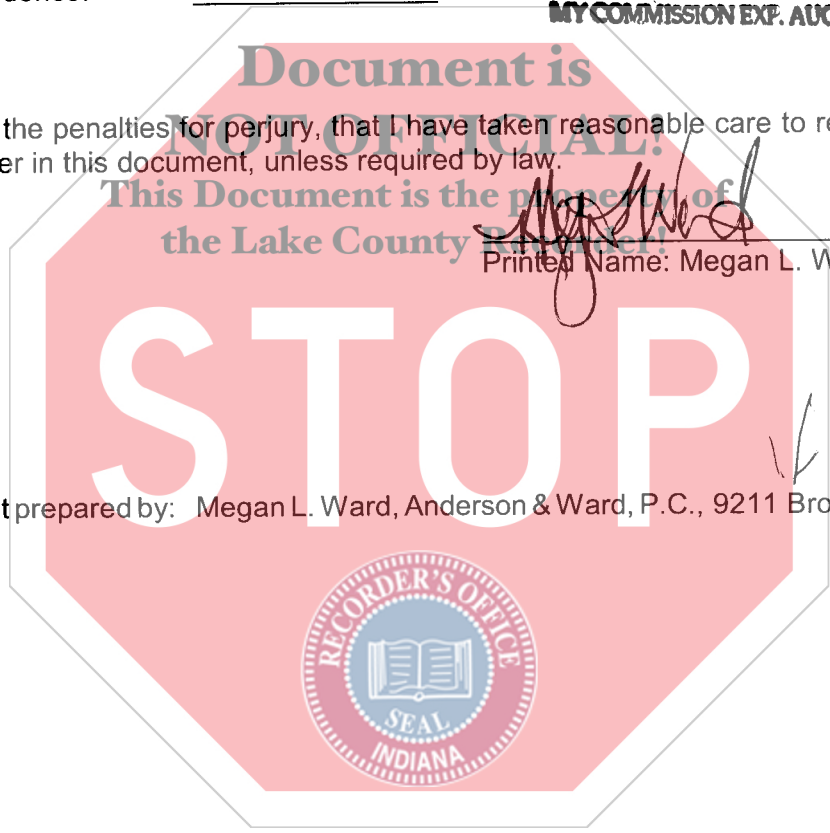 MY COMMISSION EXP. AUG
Document is
NOT OFFICIAL!
the penalties for perjury, that I have taken reasonable care to re
er in this document, unless required by law.
This Document is the property of
the Lake County Recorder!
Printed Name: Megan L. W
STOP
t prepared by: Megan L. Ward, Anderson & Ward, P.C., 9211 Bro
RECORDER'S OFFICE
SEAL
INDIANA